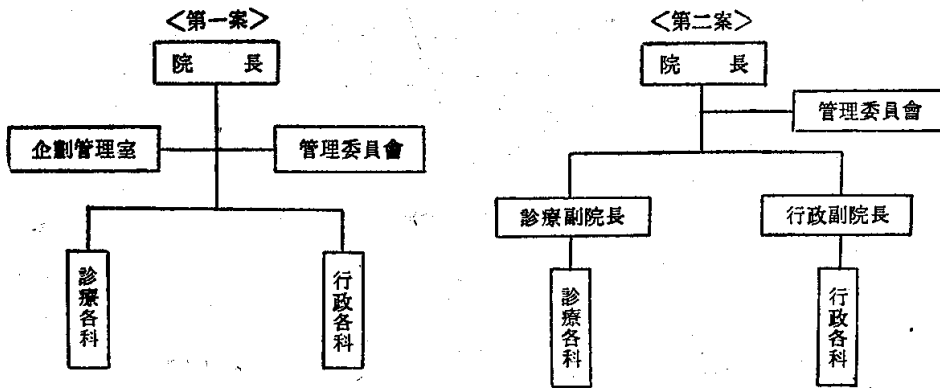 <第一案>
院長
企劃管理室
管理委員會
診療各科
行政各科
<第二案>
院長
管理委員會
診療副院長
行政副院長
診療各科
行政各科